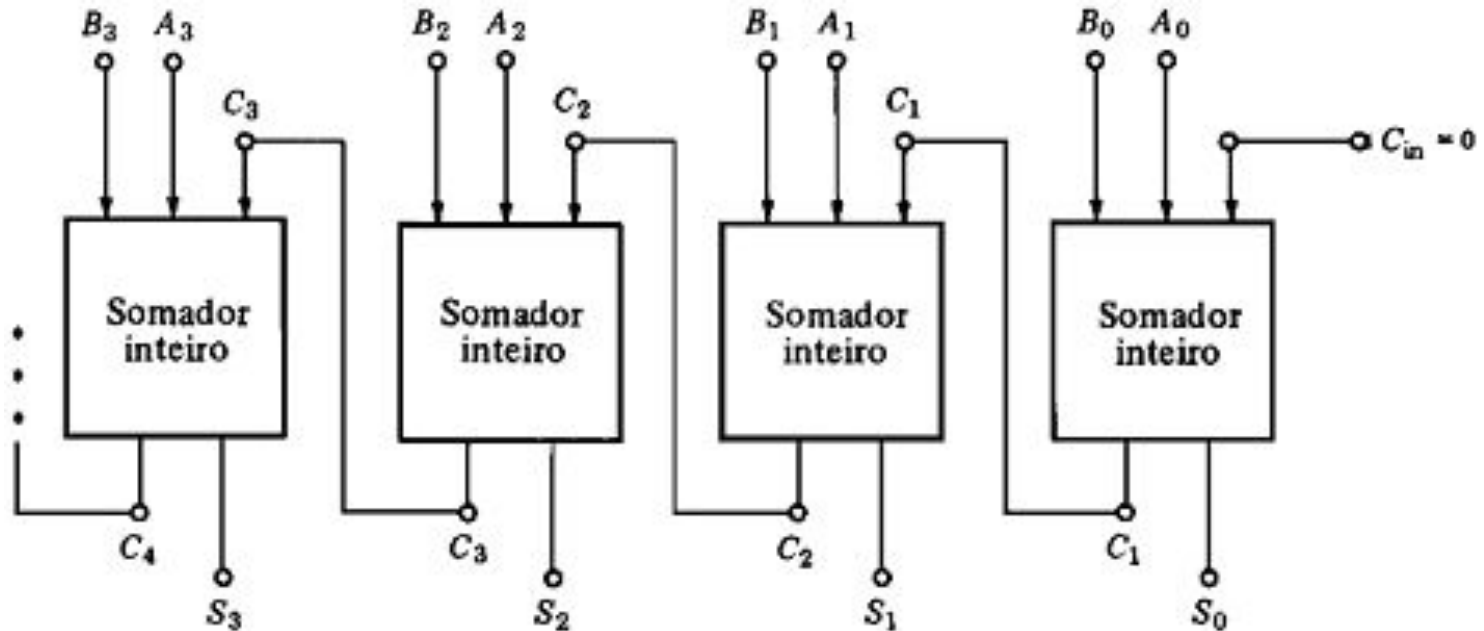 B₃ A₃ B₂ A₂ B₁ A₁ B₀ A₀
C₃ C₂ C₁ C_in = 0
Somador Somador Somador Somador
inteiro inteiro inteiro inteiro
C₄ C₃ C₂ C₁
S₃ S₂ S₁ S₀